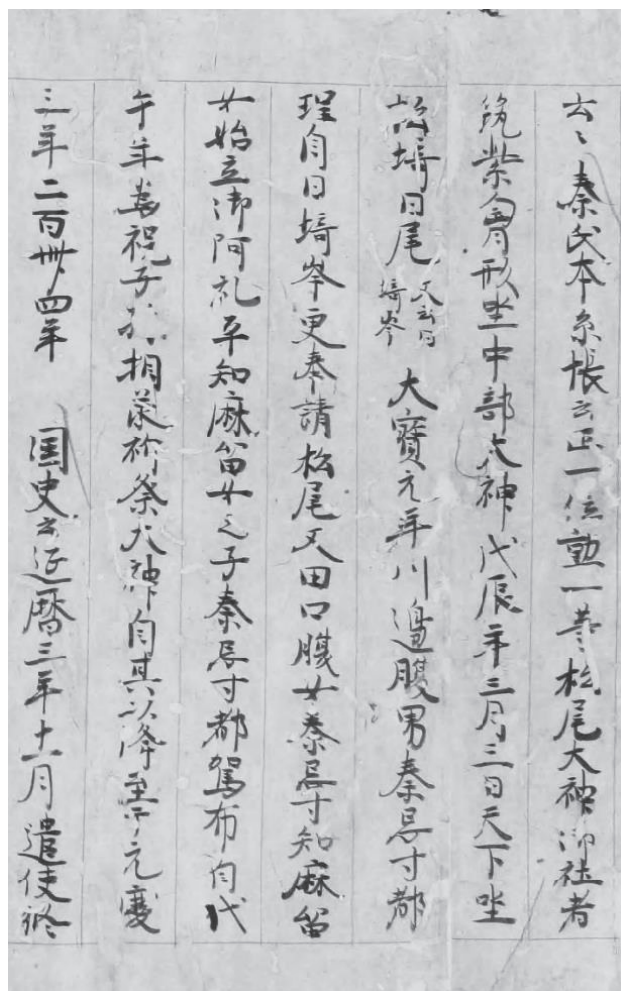 云〻秦氏本系帳云正一位勲一等松尾大神御社者
筑紫胷形坐中部大神戊辰年三月三日天下坐
松埼日尾 又云日埼岑 大寶元年川邊腹男秦忌寸都
理自日埼岑更奉請松尾又田口腹女秦忌寸知麻留
女始立御阿礼乎知麻留女之子秦忌寸都駕布自戊
午年為祝子孫相承祈祭大神自其以降至于元慶
三年二百卅四年 國史云延暦三年十一月遣使修